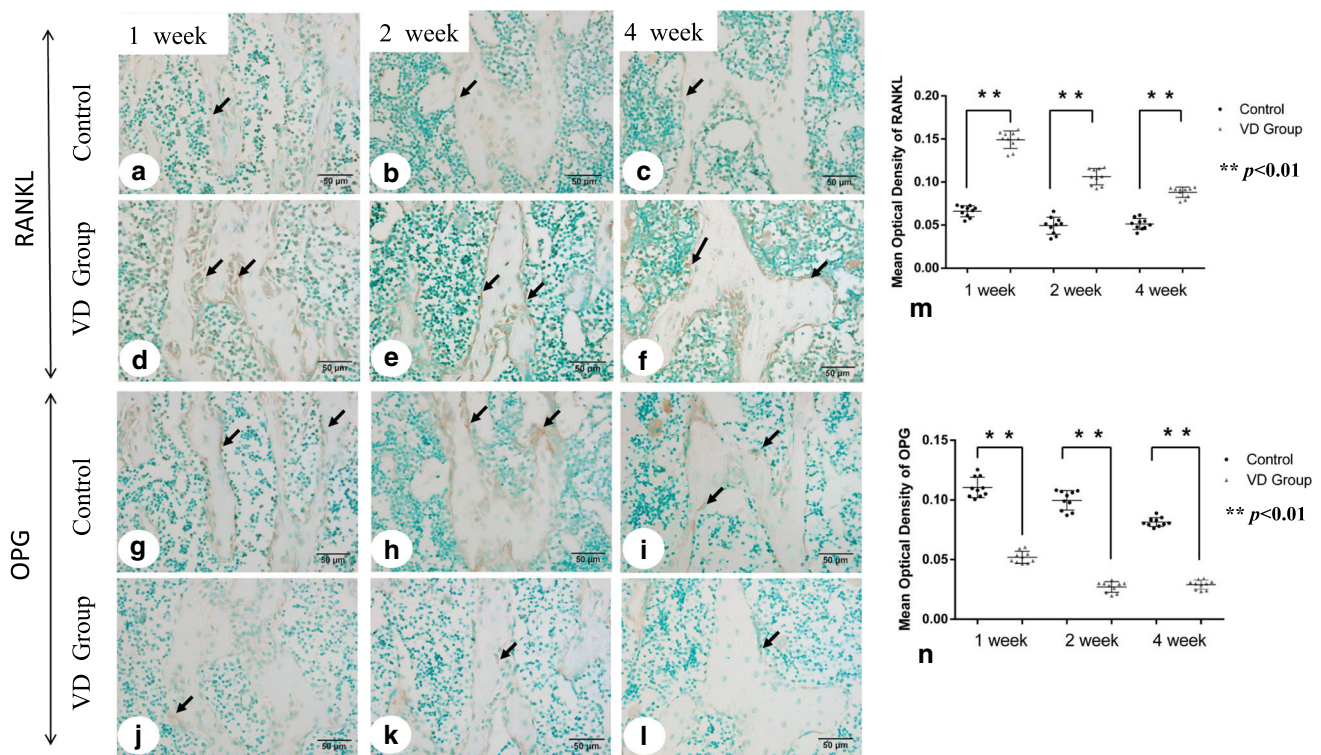 1 week
2 week
4 week
RANKL
Control
a
50 µm
b
50 µm
c
50 µm
VD Group
d
50 µm
e
50 µm
f
50 µm
OPG
Control
g
50 µm
h
50 µm
i
50 µm
VD Group
j
50 µm
k
50 µm
l
50 µm
Mean Optical Density of RANKL
0.20
0.15
0.10
0.05
0.00
** ** **
1 week 2 week 4 week
Control
VD Group
** p<0.01
m
Mean Optical Density of OPG
0.15
0.10
0.05
0.00
** ** **
1 week 2 week 4 week
Control
VD Group
** p<0.01
n